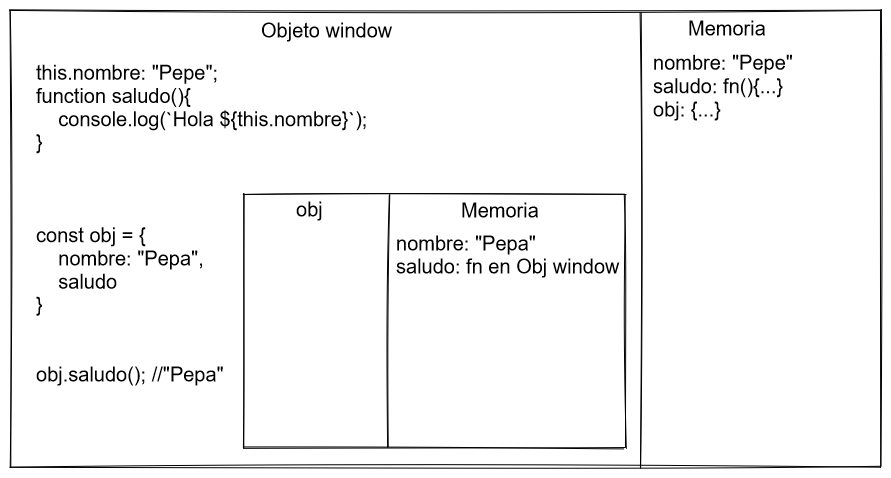 Objeto window
this.nombre: "Pepe";
function saludo(){
console.log(`Hola ${this.nombre}`);
}
const obj = {
nombre: "Pepa",
saludo
}
obj.saludo(); //"Pepa"
obj
Memoria
nombre: "Pepa"
saludo: fn en Obj window
Memoria
nombre: "Pepe"
saludo: fn(){...}
obj: {...}